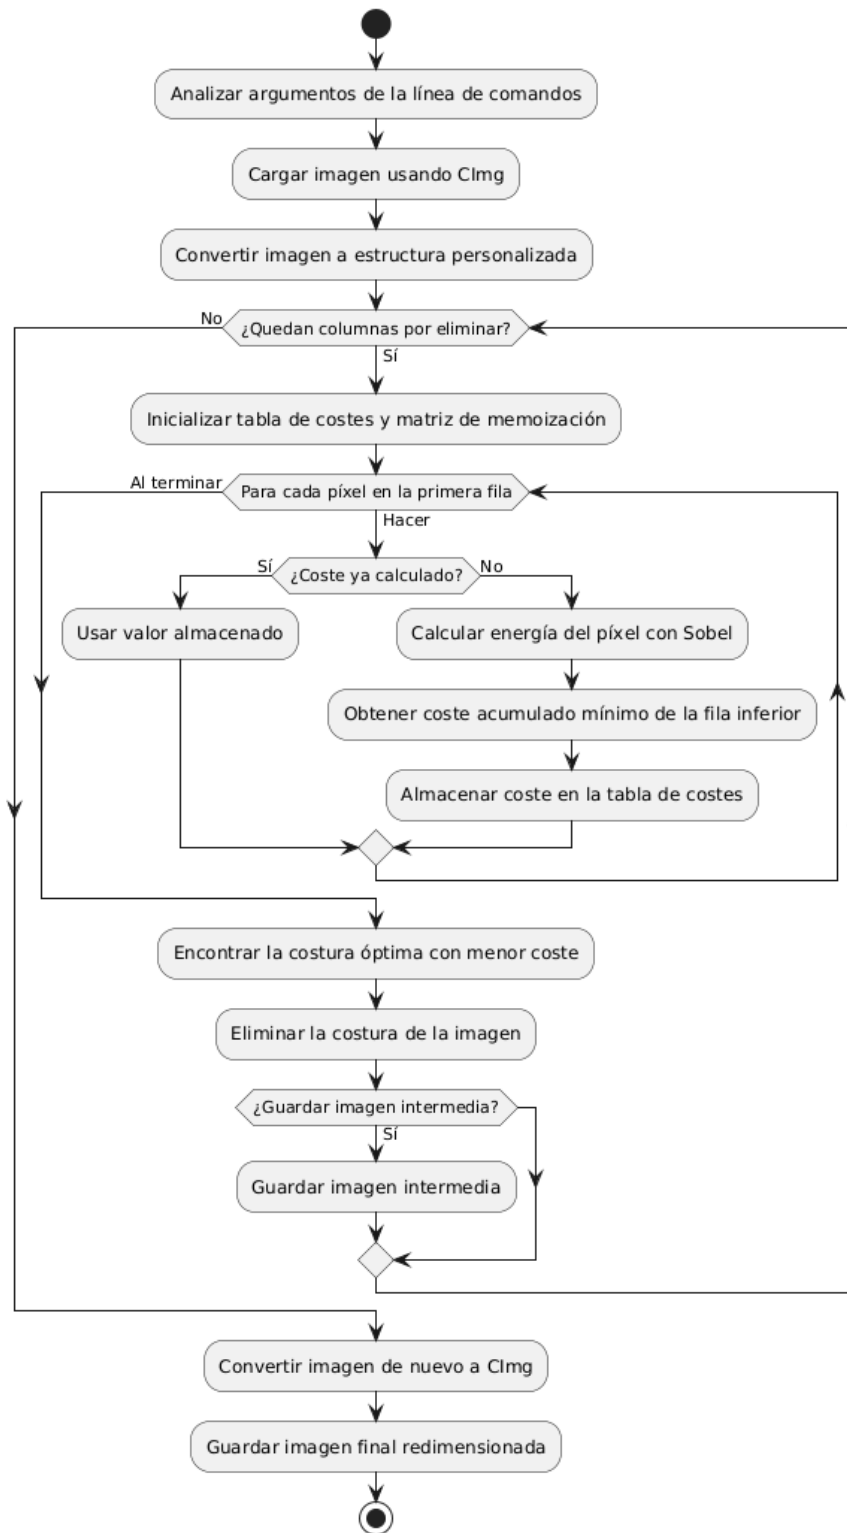 Analizar argumentos de la línea de comandos
Cargar imagen usando CImg
Convertir imagen a estructura personalizada
No
¿Quedan columnas por eliminar?
Sí
Inicializar tabla de costes y matriz de memoización
Al terminar
Para cada píxel en la primera fila
Hacer
Sí
¿Coste ya calculado?
No
Usar valor almacenado
Calcular energía del píxel con Sobel
Obtener coste acumulado mínimo de la fila inferior
Almacenar coste en la tabla de costes
Encontrar la costura óptima con menor coste
Eliminar la costura de la imagen
¿Guardar imagen intermedia?
Sí
Guardar imagen intermedia
Convertir imagen de nuevo a CImg
Guardar imagen final redimensionada